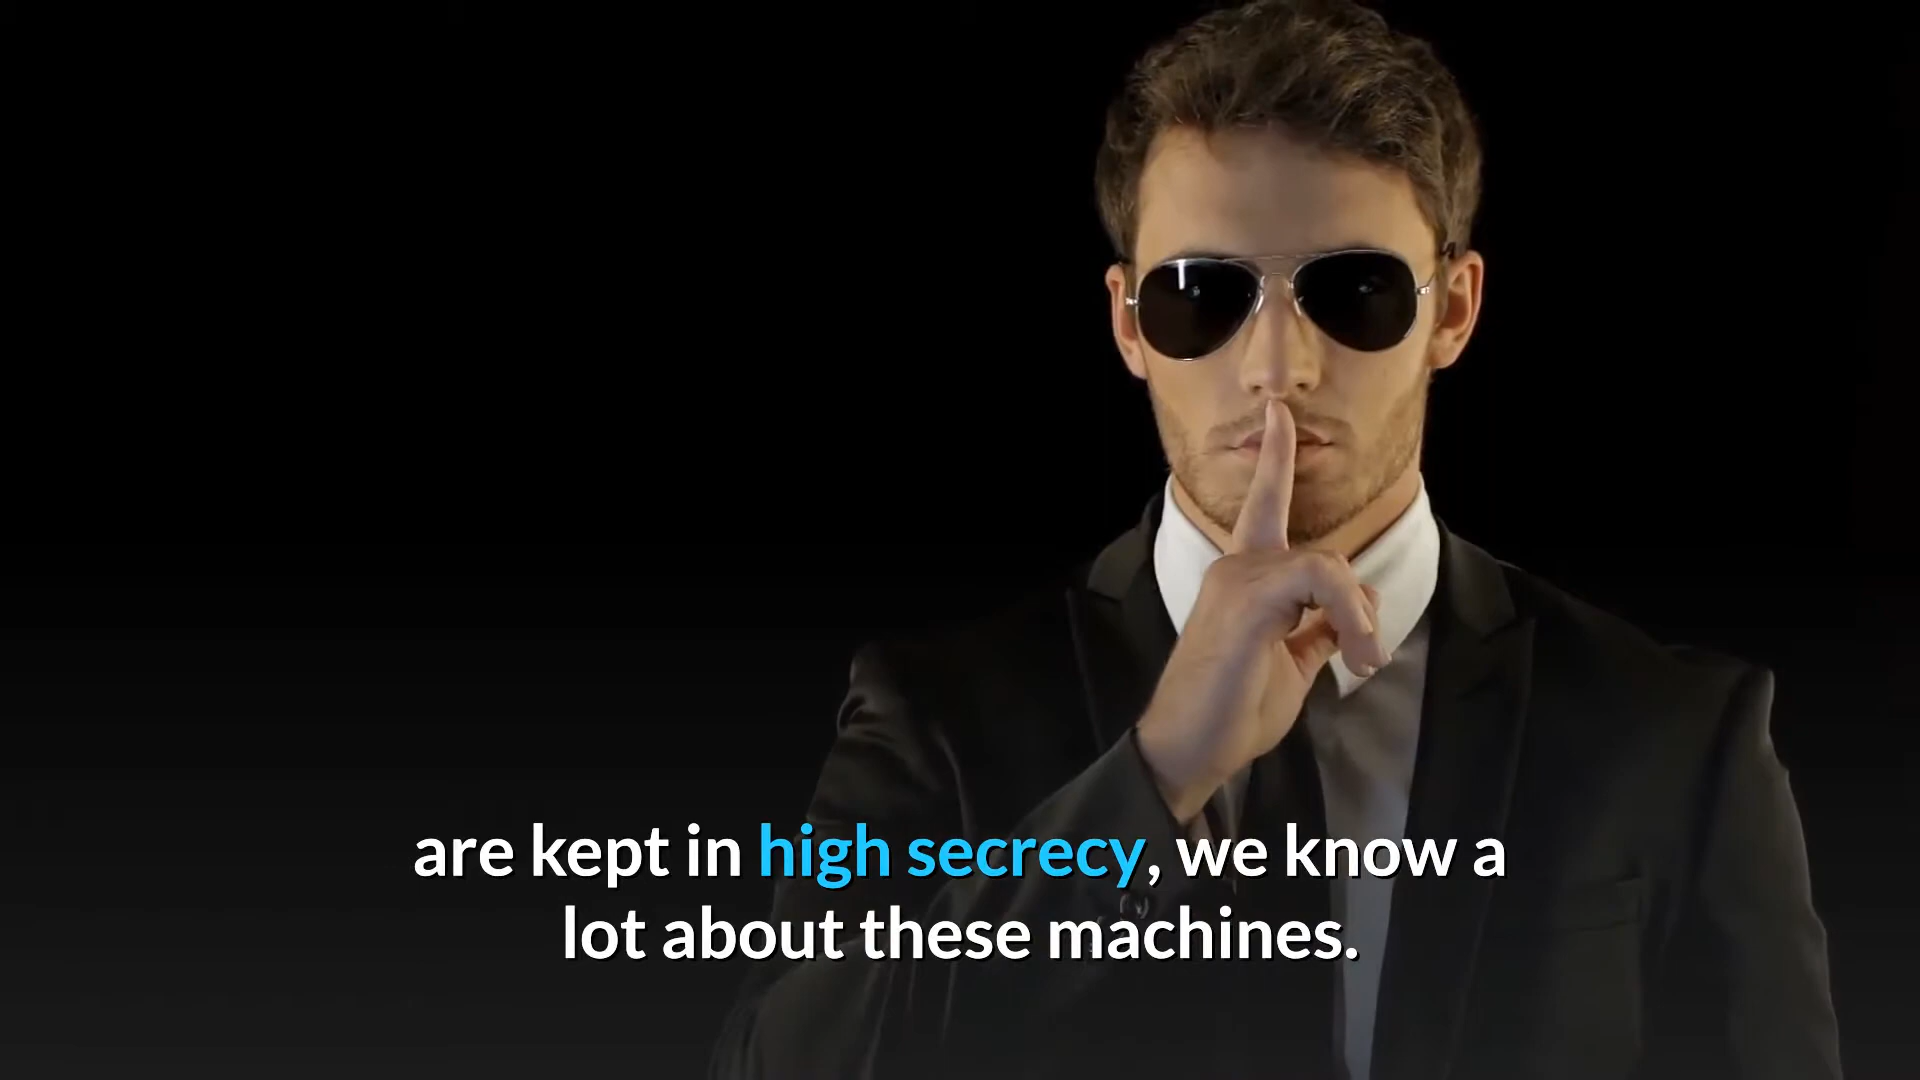 are kept in high secrecy, we know a
lot about these machines.